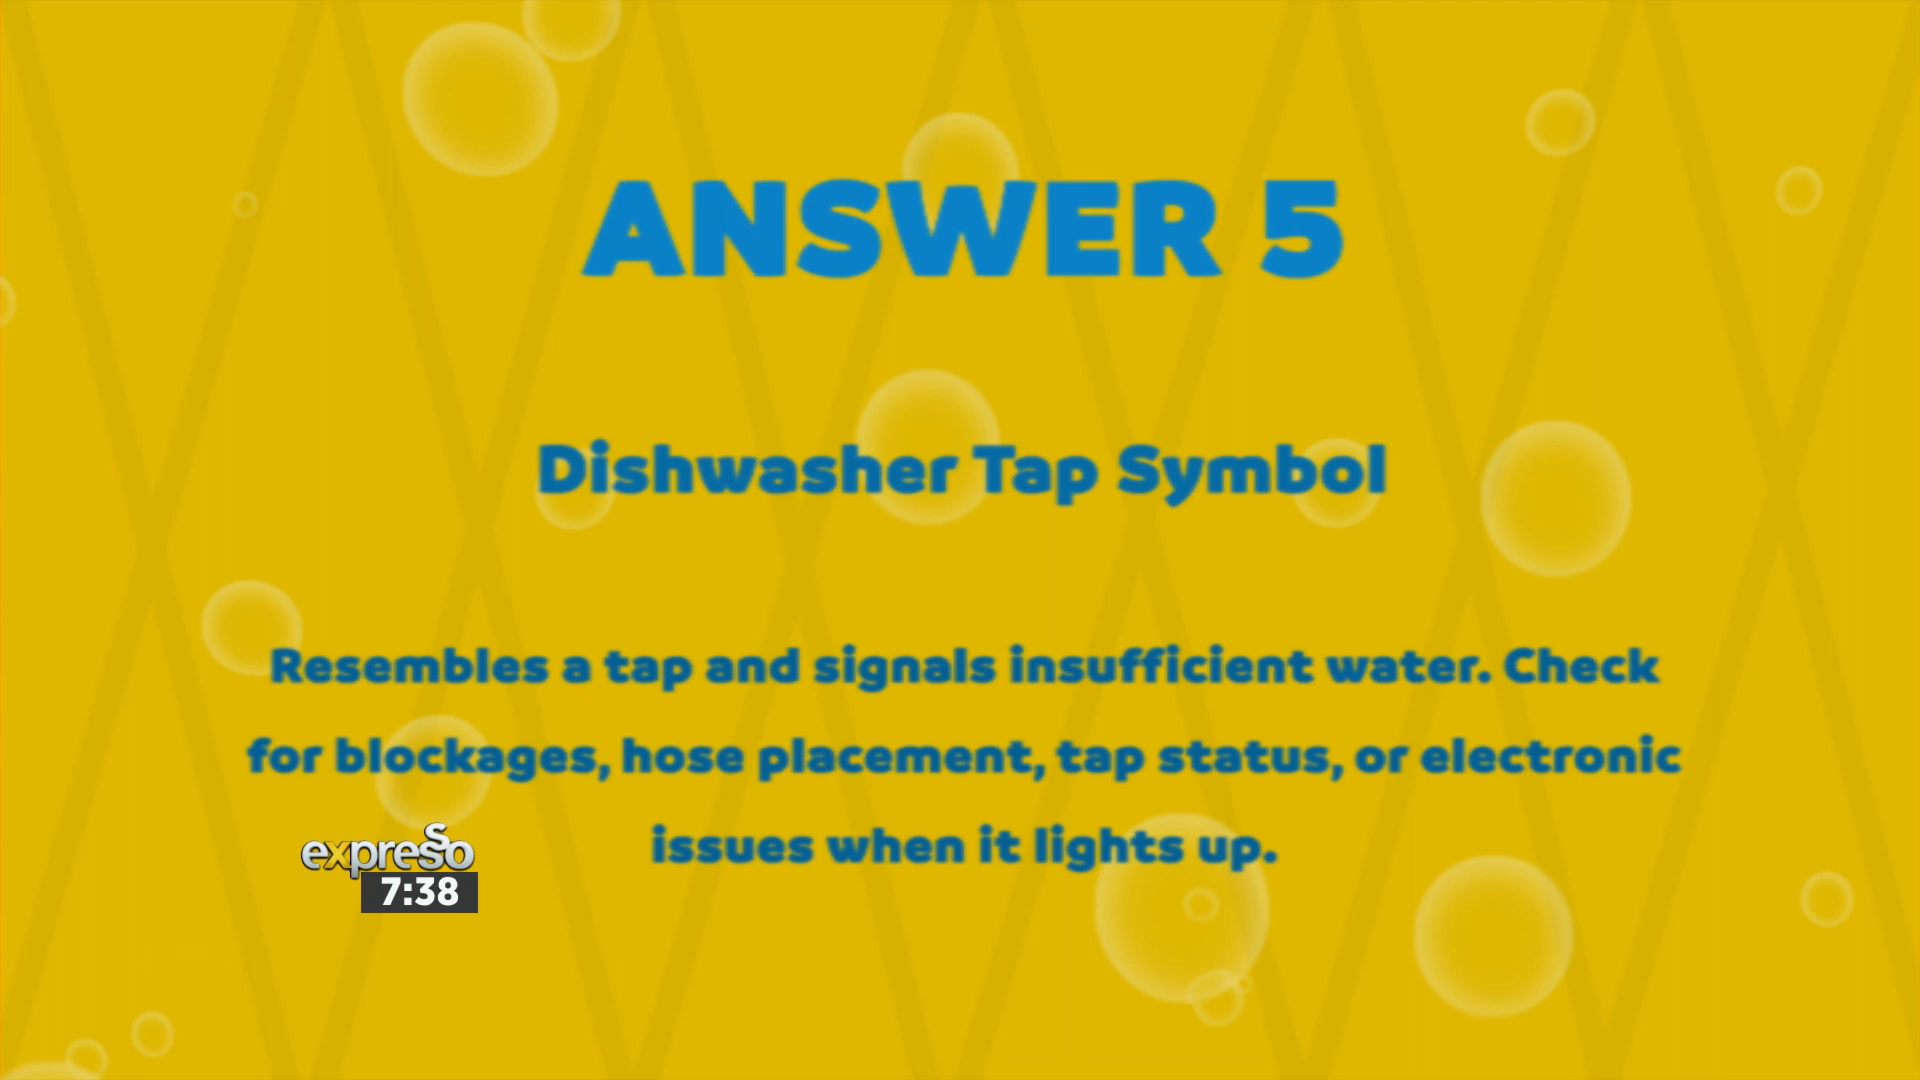 ANSWER 5
Dishwasher Tap Symbol
Resembles a tap and signals insufficient water. Check
for blockages, hose placement, tap status, or electronic
issues when it lights up.
expresso
7:38